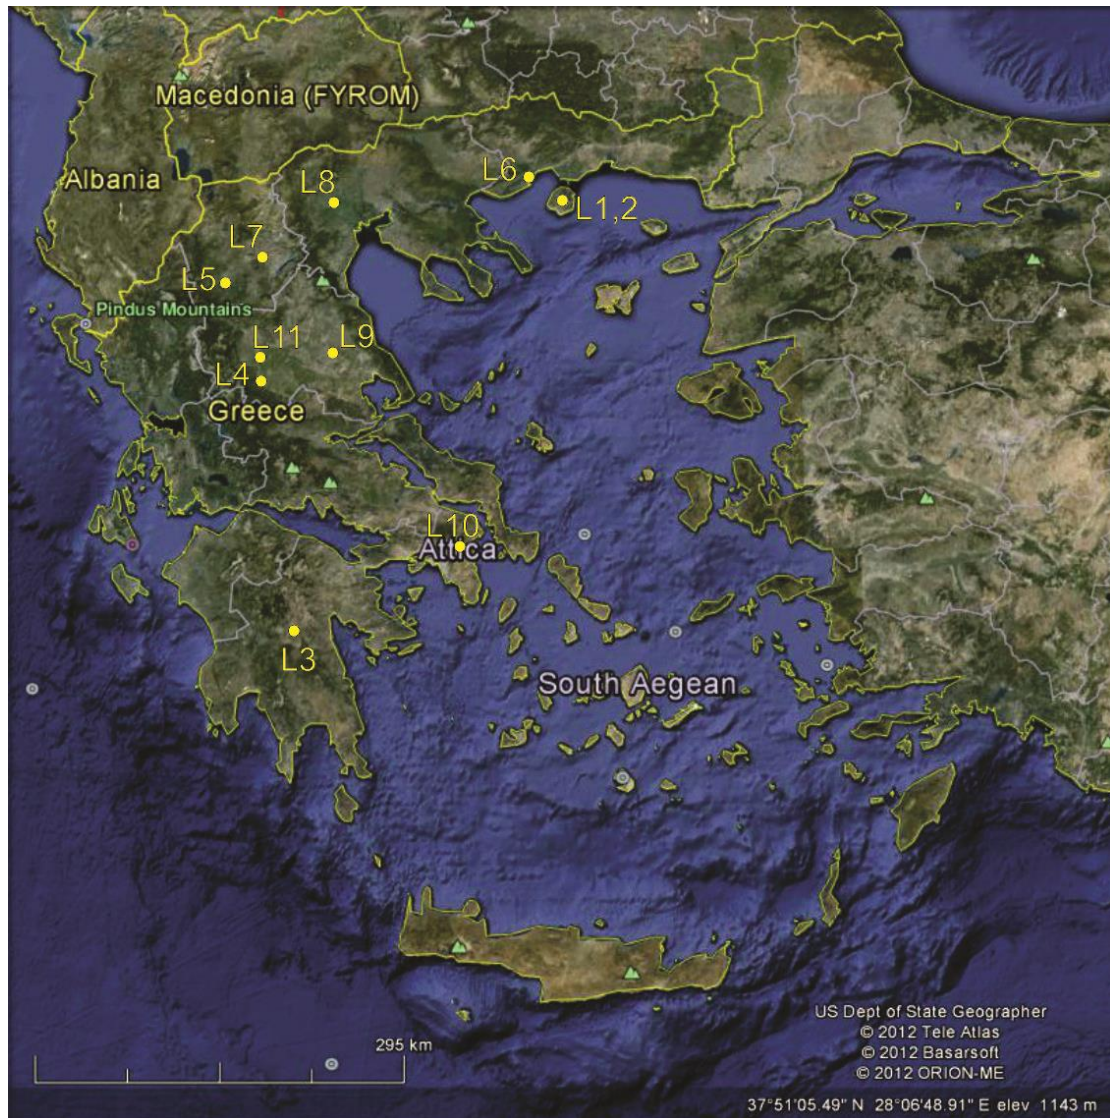 Macedonia (FYROM)
Albania
L6
L8
L1,2
L7
L5
Pindus Mountains
L11
L9
L4
Greece
L10
Attica
L3
South Aegean
US Dept of State Geographer
© 2012 Tele Atlas
© 2012 Basarsoft
© 2012 ORION-ME
295 km
37°51'05.49" N 28°06'48.91" E elev 1143 m